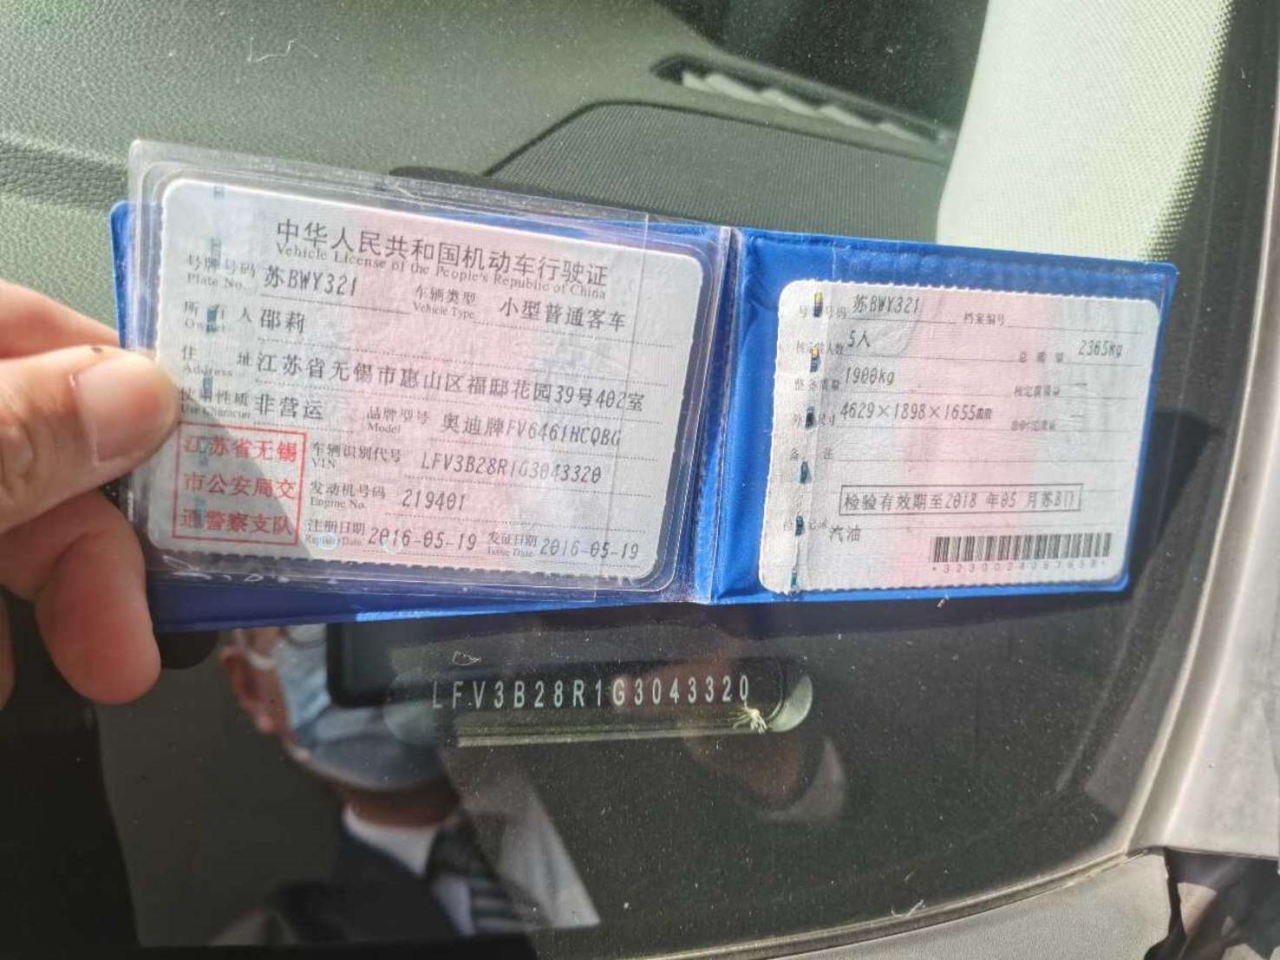 中华人民共和国机动车行驶证
Vehicle License of the People's Republic of China
号牌号码 苏BWY321 车辆类型 小型普通客车
Plate No. Vehicle Type
所有人 邵莉
Owner
住址 江苏省无锡市惠山区福邸花园39号402室
Address
使用性质 非营运 品牌型号 奥迪牌FV6461HCQBG
Use Character Model
江苏省无锡
市公安局交
通警察支队
车辆识别代号 LFV3B28R1G3043320
VIN
发动机号码 219401
Engine No.
注册日期 2016-05-19 发证日期 2016-05-19
Register Date Issue Date
号牌号码 苏BWY321 档案编号
核定载人数 5人 总质量 2365kg
整备质量 1900kg 核定载质量
外廓尺寸 4629×1898×1655mm
备注
检验有效期至2018年05月苏B
检验记录
汽油
LFV3B28R1G3043320